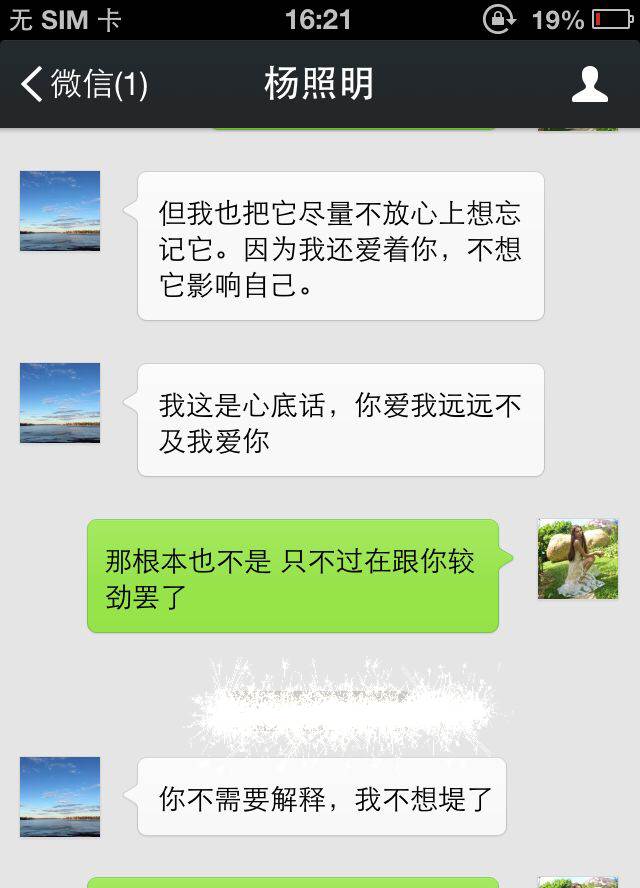 无 SIM 卡
16:21
19%
微信(1)
杨照明
但我也把它尽量不放心上想忘
记它。因为我还爱着你，不想
它影响自己。
我这是心底话，你爱我远远不
及我爱你
那根本也不是 只不过在跟你较
劲罢了
你不需要解释，我不想堤了